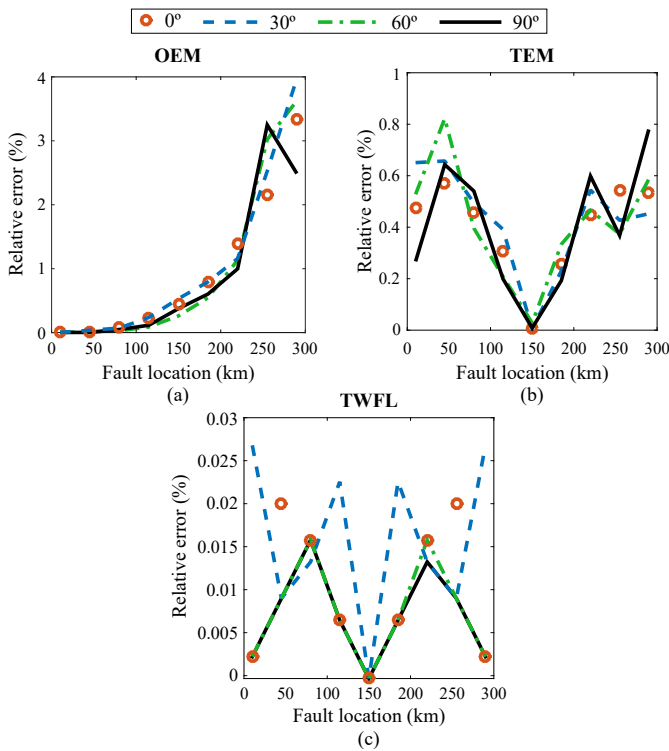 0º 30º 60º 90º
OEM
4
3
2
1
0
Relative error (%)
0 50 100 150 200 250 300
Fault location (km)
(a)
TEM
1
0.8
0.6
0.4
0.2
0
Relative error (%)
0 50 100 150 200 250 300
Fault location (km)
(b)
TWFL
0.03
0.025
0.02
0.015
0.01
0.005
0
Relative error (%)
0 50 100 150 200 250 300
Fault location (km)
(c)